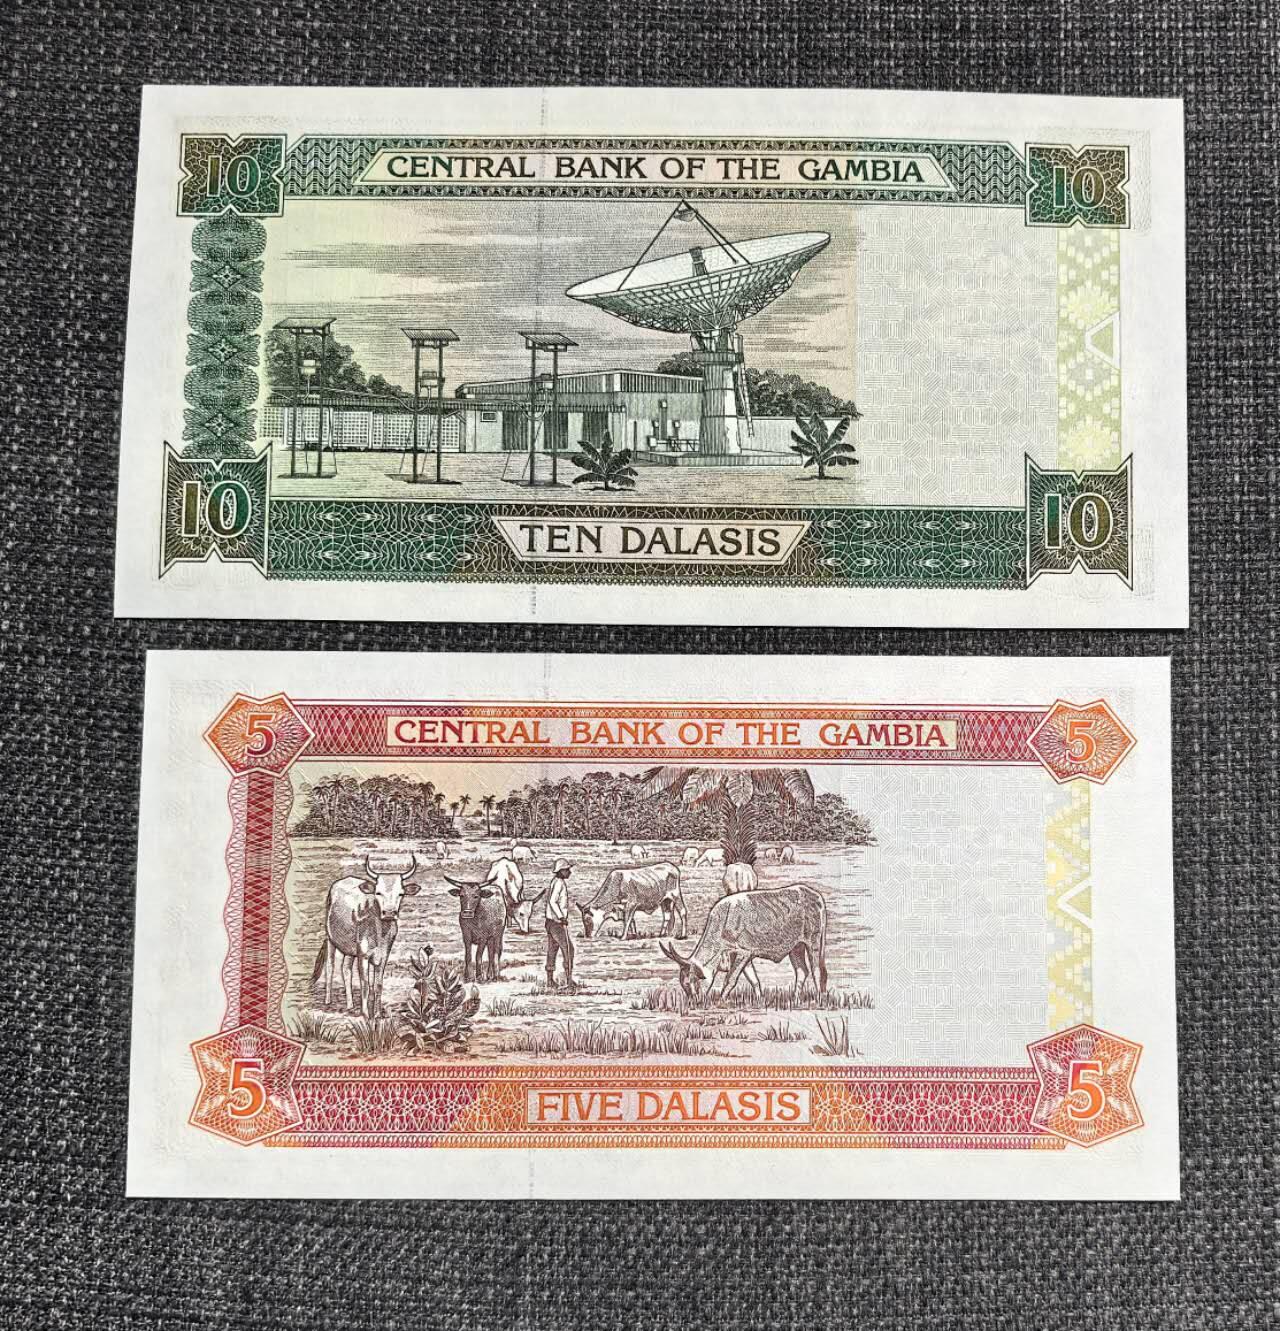 10 CENTRAL BANK OF THE GAMBIA 10
10 TEN DALASIS 10
5 CENTRAL BANK OF THE GAMBIA 5
5 FIVE DALASIS 5